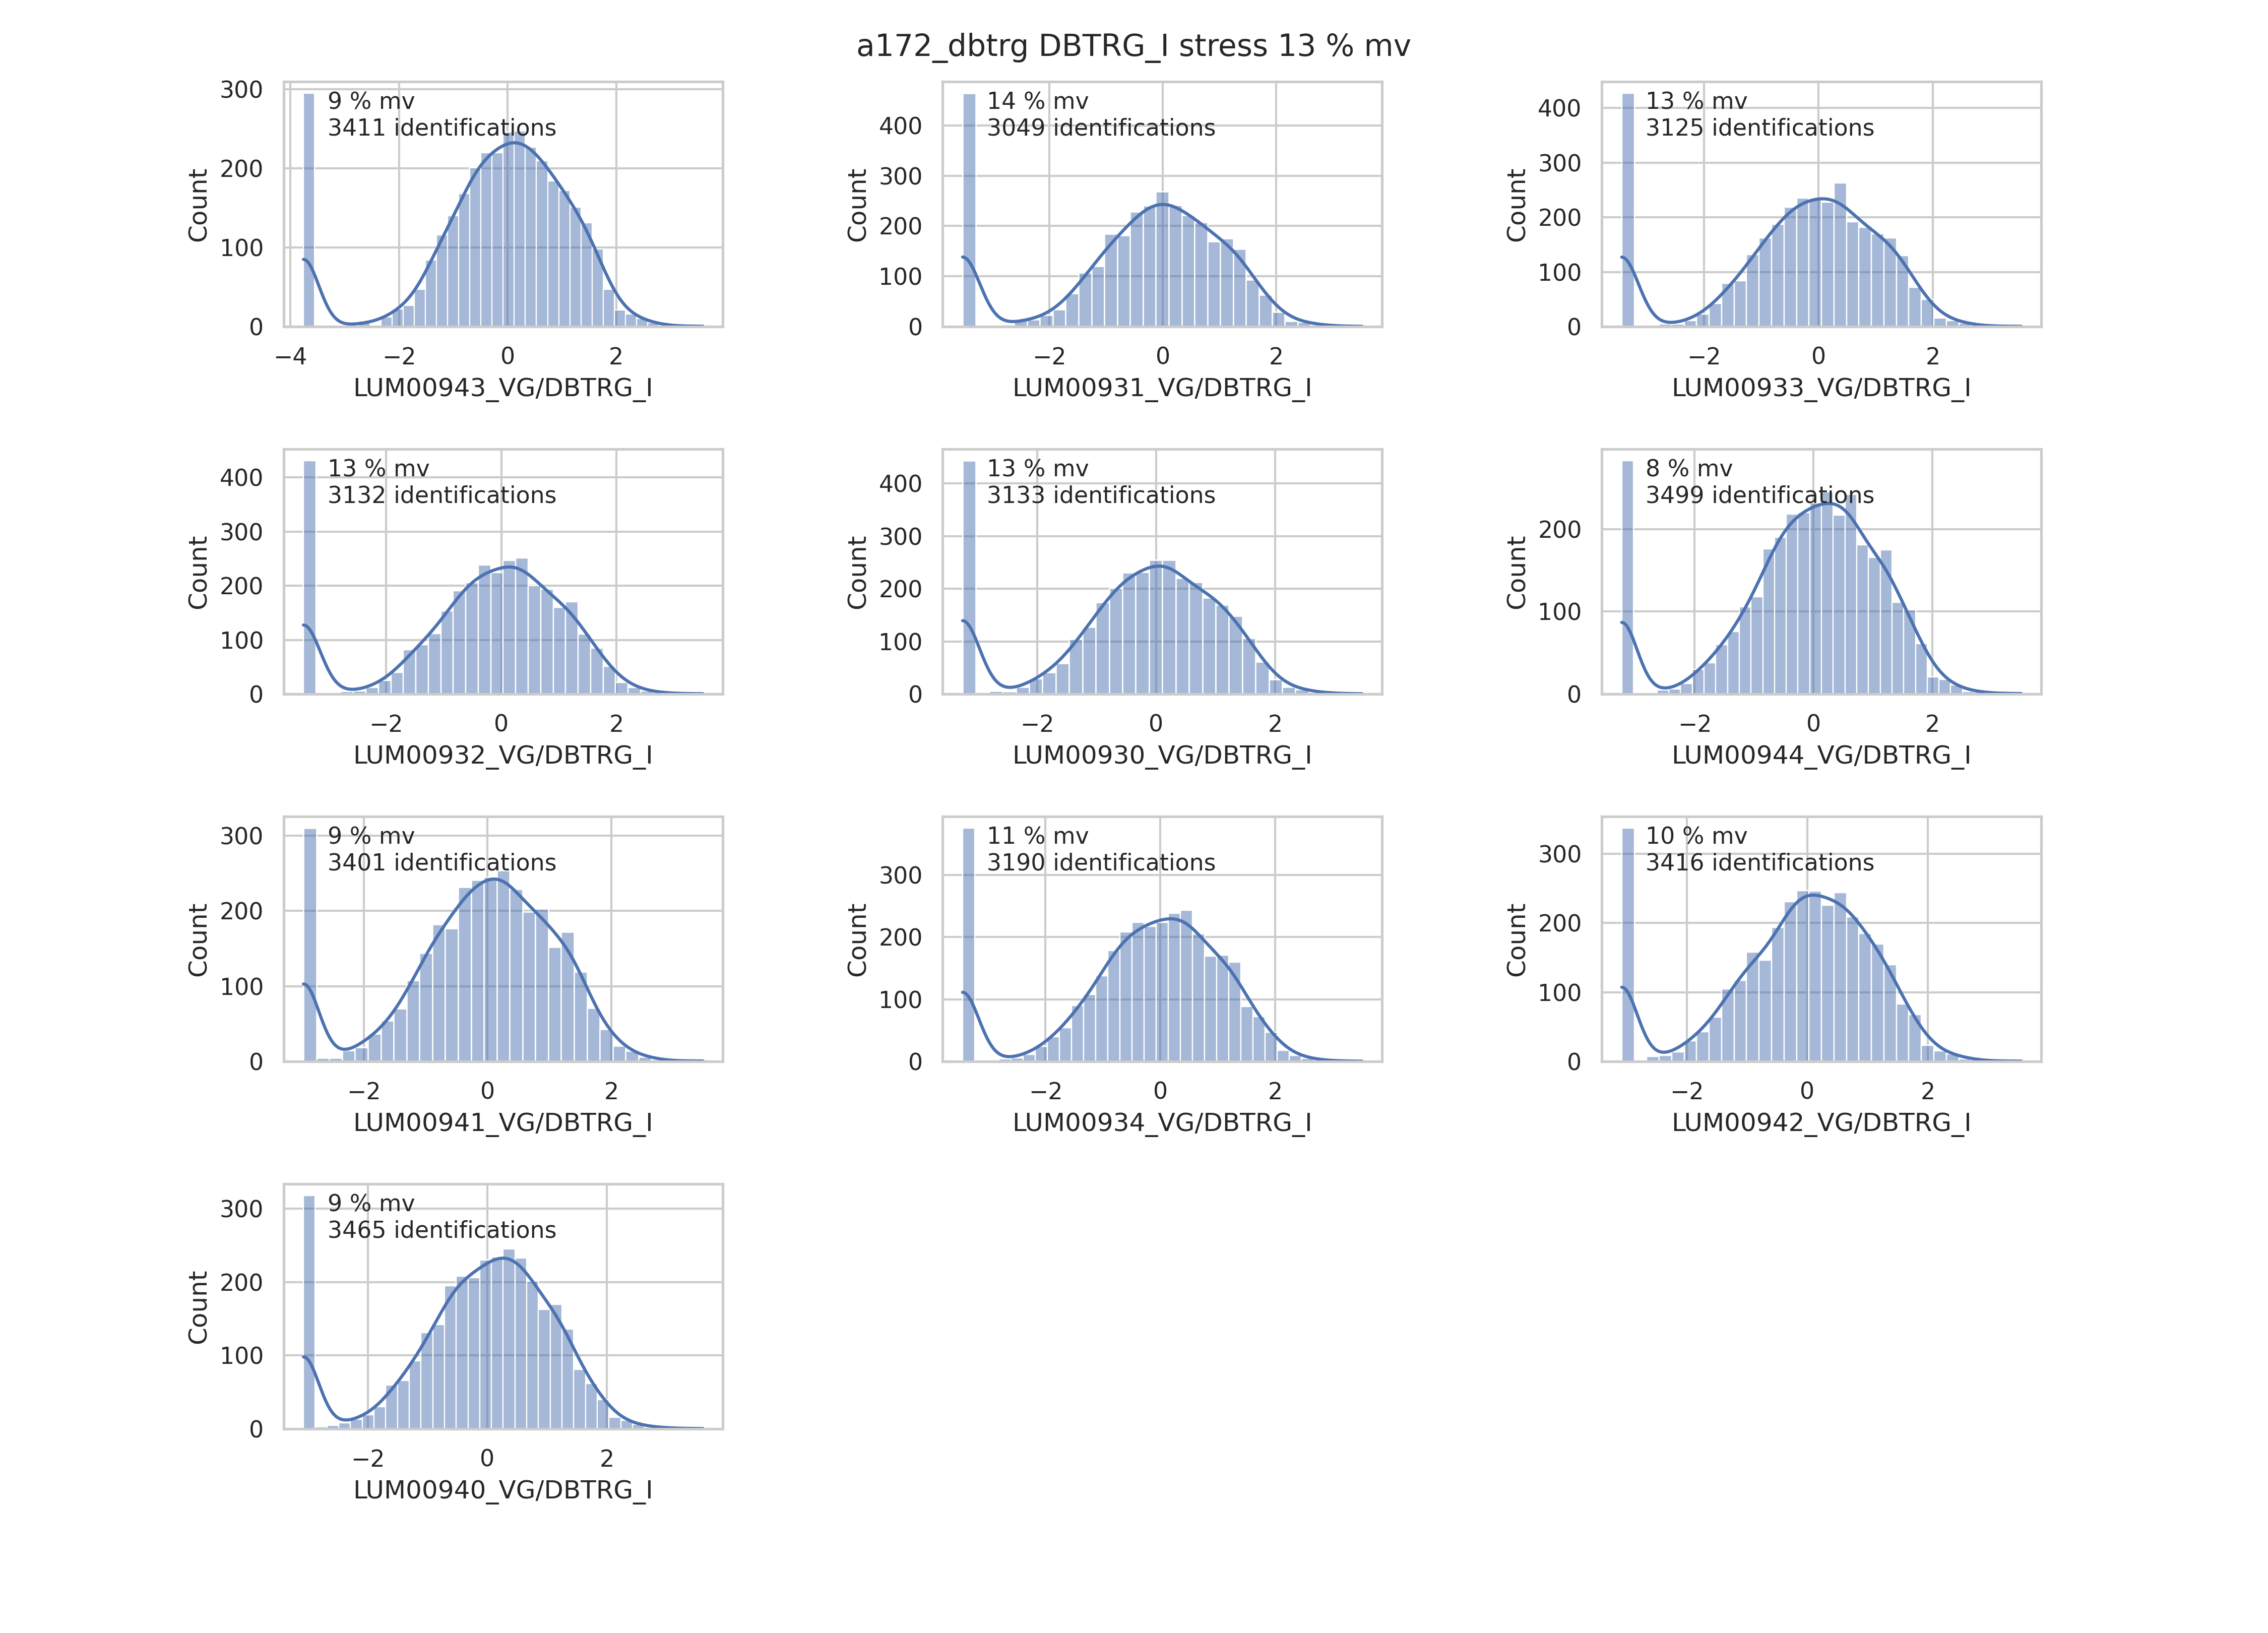 a172_dbtrg DBTRG_I stress 13 % mv
300
200
100
0
Count
9 % mv
3411 identifications
−4 −2 0 2
LUM00943_VG/DBTRG_I
400
300
200
100
0
Count
14 % mv
3049 identifications
−2 0 2
LUM00931_VG/DBTRG_I
400
300
200
100
0
Count
13 % mv
3125 identifications
−2 0 2
LUM00933_VG/DBTRG_I
400
300
200
100
0
Count
13 % mv
3132 identifications
−2 0 2
LUM00932_VG/DBTRG_I
400
300
200
100
0
Count
13 % mv
3133 identifications
−2 0 2
LUM00930_VG/DBTRG_I
200
100
0
Count
8 % mv
3499 identifications
−2 0 2
LUM00944_VG/DBTRG_I
300
200
100
0
Count
9 % mv
3401 identifications
−2 0 2
LUM00941_VG/DBTRG_I
300
200
100
0
Count
11 % mv
3190 identifications
−2 0 2
LUM00934_VG/DBTRG_I
300
200
100
0
Count
10 % mv
3416 identifications
−2 0 2
LUM00942_VG/DBTRG_I
300
200
100
0
Count
9 % mv
3465 identifications
−2 0 2
LUM00940_VG/DBTRG_I